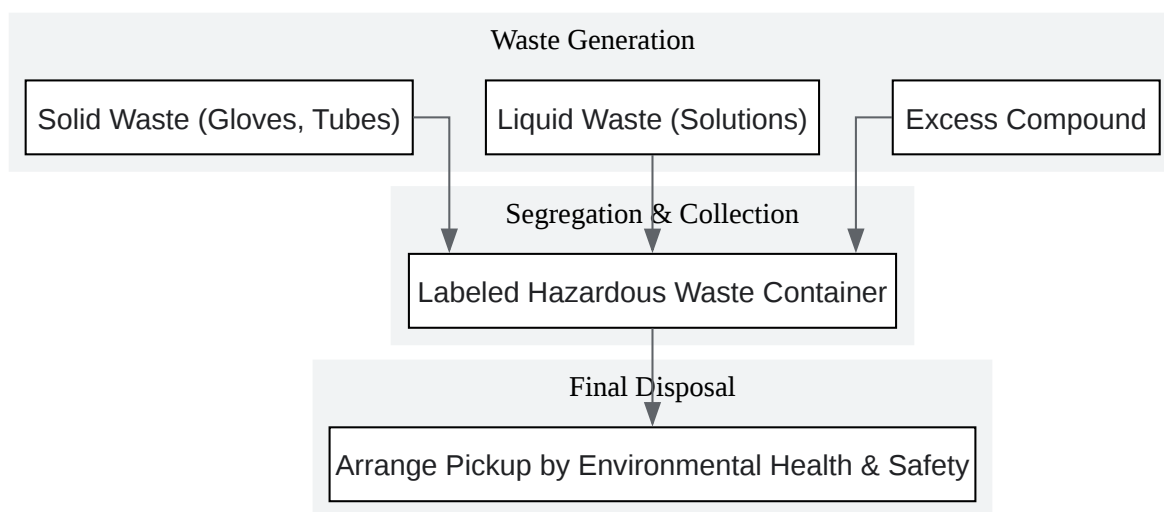 Waste Generation
Solid Waste (Gloves, Tubes)
Liquid Waste (Solutions)
Excess Compound
Segregation & Collection
Labeled Hazardous Waste Container
Final Disposal
Arrange Pickup by Environmental Health & Safety